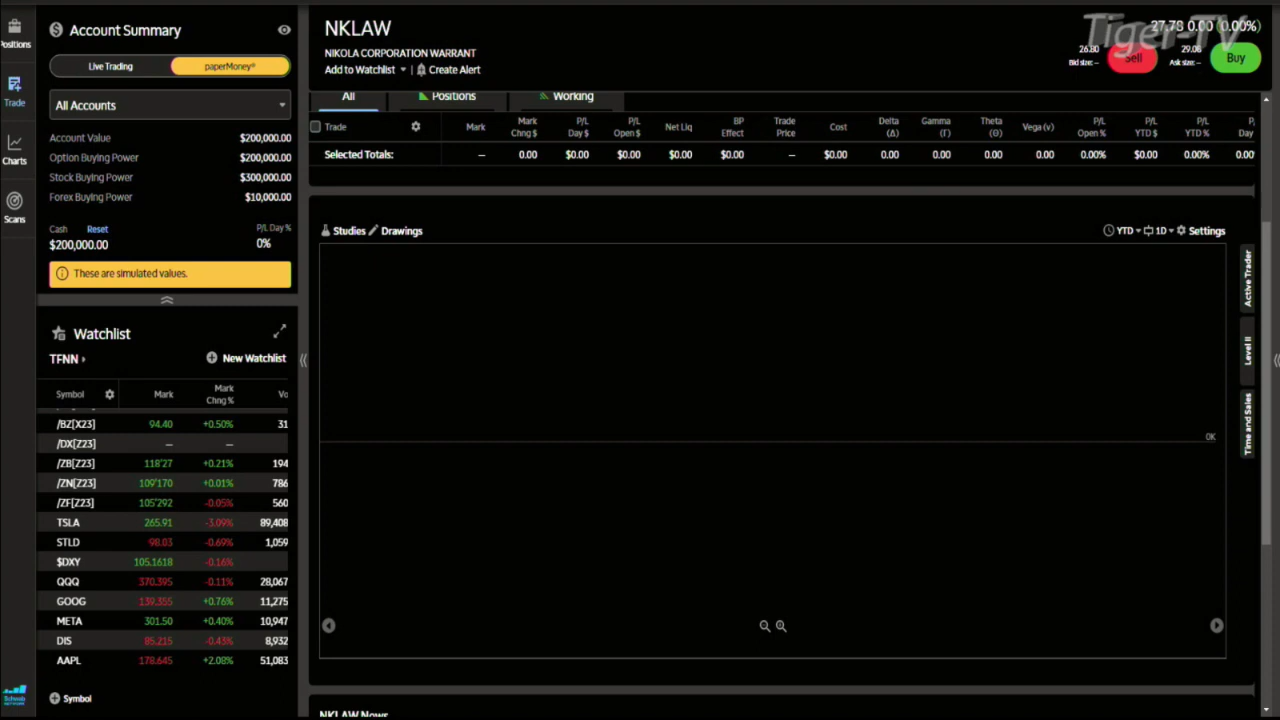 Positions
Trade
Charts
Scans
Account Summary
Live Trading
paperMoney®
All Accounts
Account Value $200,000.00
Option Buying Power $200,000.00
Stock Buying Power $300,000.00
Forex Buying Power $10,000.00
Cash Reset P/L Day %
$200,000.00 0%
These are simulated values.
Watchlist
TFNN New Watchlist
Symbol Mark Mark Chng % Vo
/BZ[X23] 94.40 +0.50% 31
/DX[Z23] – –
/ZB[Z23] 118'27 +0.21% 194
/ZN[Z23] 109'170 +0.01% 786
/ZF[Z23] 105'292 -0.05% 560
TSLA 265.91 -3.09% 89,408
STLD 98.03 -0.69% 1,059
$DXY 105.1618 -0.16%
QQQ 370.395 -0.11% 28,067
GOOG 139.355 +0.76% 11,275
META 301.50 +0.40% 10,947
DIS 85.215 -0.43% 8,932
AAPL 178.645 +2.08% 51,083
Symbol
Schwab
NETWORK
NKLAW
NIKOLA CORPORATION WARRANT
Add to Watchlist | Create Alert
Tiger-TV
27.78 0.00 (0.00%)
26.80
Bid size: –
Sell
29.08
Ask size: –
Buy
All Positions Working
Trade Mark Mark Chng $ P/L Day $ P/L Open $ Net Liq BP Effect Trade Price Cost Delta (Δ) Gamma (Γ) Theta (Θ) Vega (v) P/L Open % P/L YTD $ P/L YTD % P/ Day
Selected Totals: – 0.00 $0.00 $0.00 $0.00 $0.00 – $0.00 0.00 0.00 0.00 0.00 0.00% $0.00 0.00% 0.00
Studies Drawings YTD 1D Settings
0K
Active Trader
Level II
Time and Sales
NKLAW News